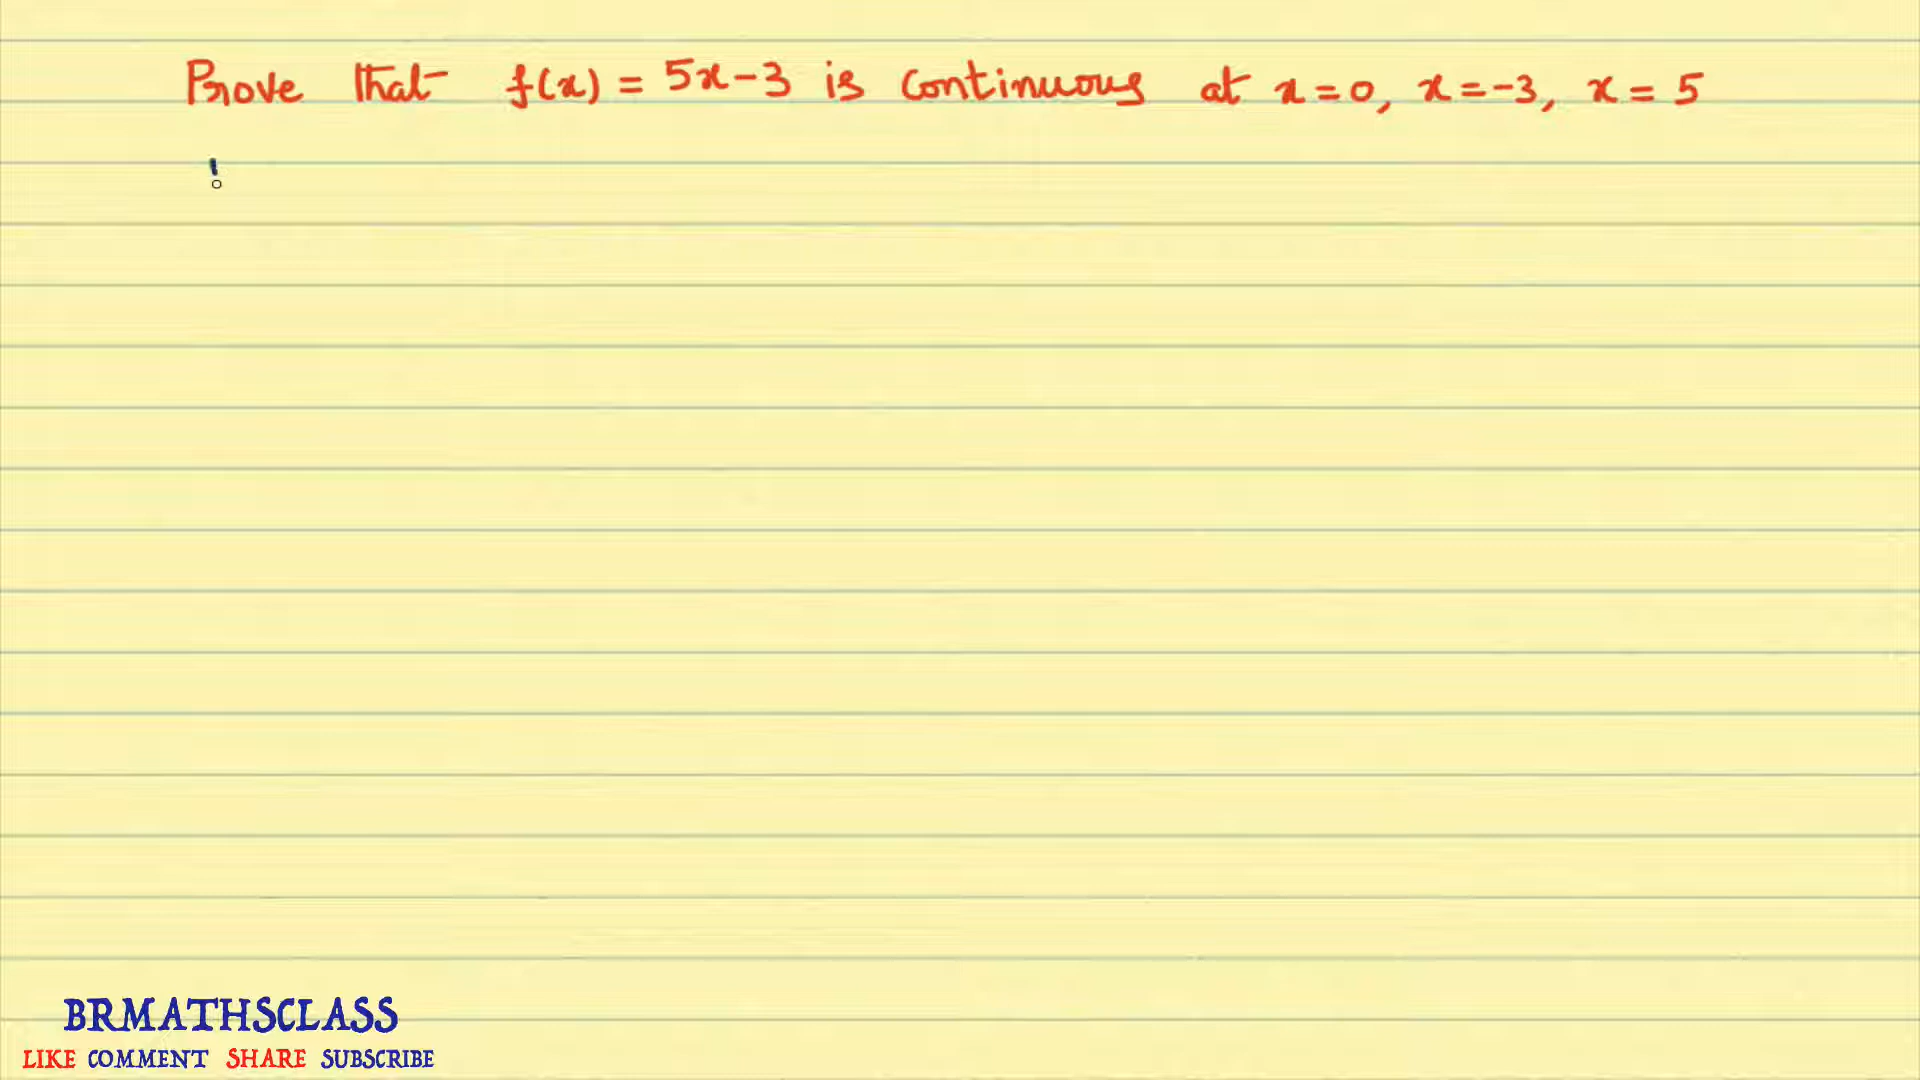 Prove that f(x) = 5x-3 is continuous at x=0, x=-3, x=5
BRMATHSCLASS
LIKE COMMENT SHARE SUBSCRIBE